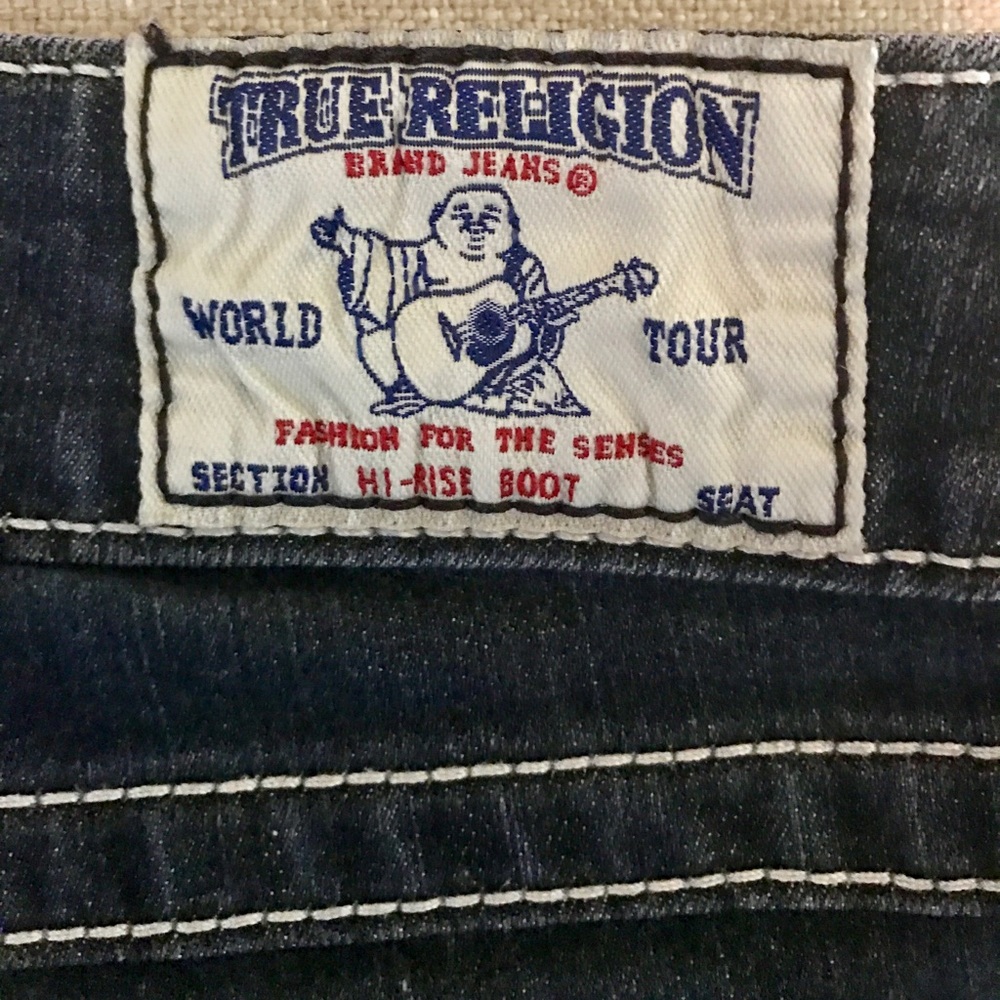 TRUE RELIGION
BRAND JEANS®
WORLD TOUR
FASHION FOR THE SENSES
SECTION HI-RISE BOOT SEAT